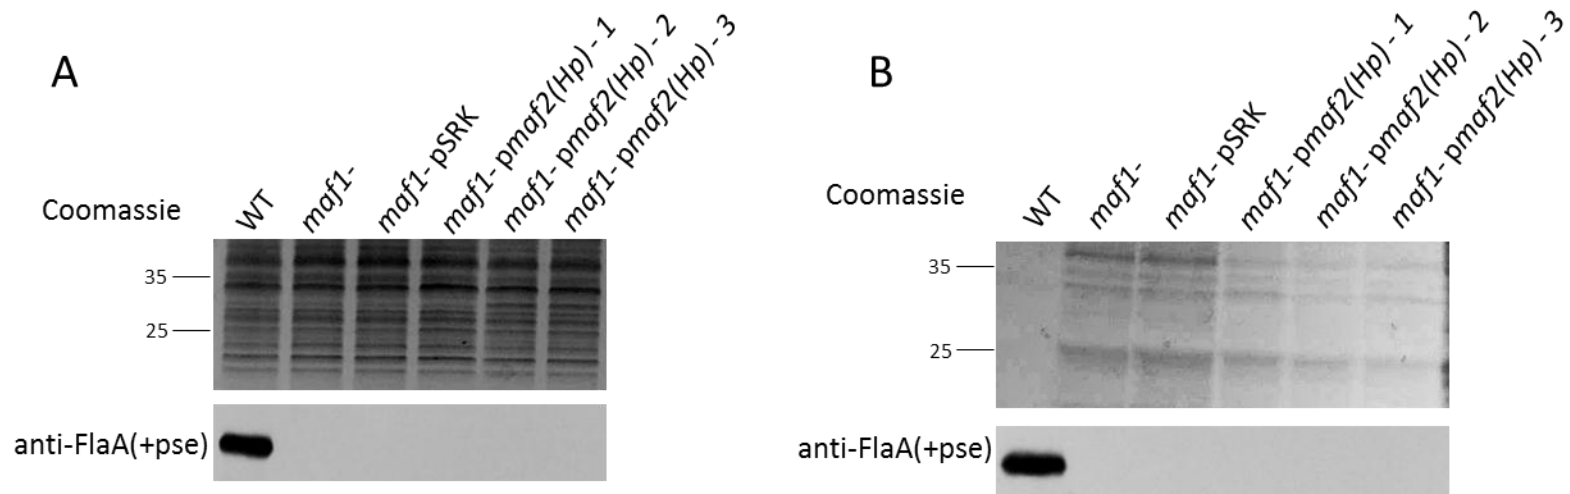 A
Coomassie
WT
maf1-
maf1- pSRK
maf1- pmaf2(Hp) - 1
maf1- pmaf2(Hp) - 2
maf1- pmaf2(Hp) - 3
35
25
anti-FlaA(+pse)
B
Coomassie
WT
maf1-
maf1- pSRK
maf1- pmaf2(Hp) - 1
maf1- pmaf2(Hp) - 2
maf1- pmaf2(Hp) - 3
35
25
anti-FlaA(+pse)